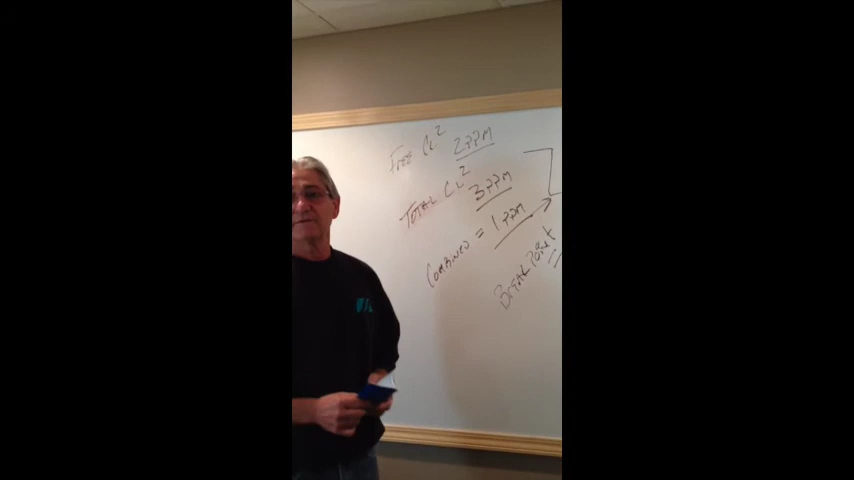 FREE CL² 2PPM
TOTAL CL² 3PPM
COMBINED = 1 PPM
BREAK POINT =